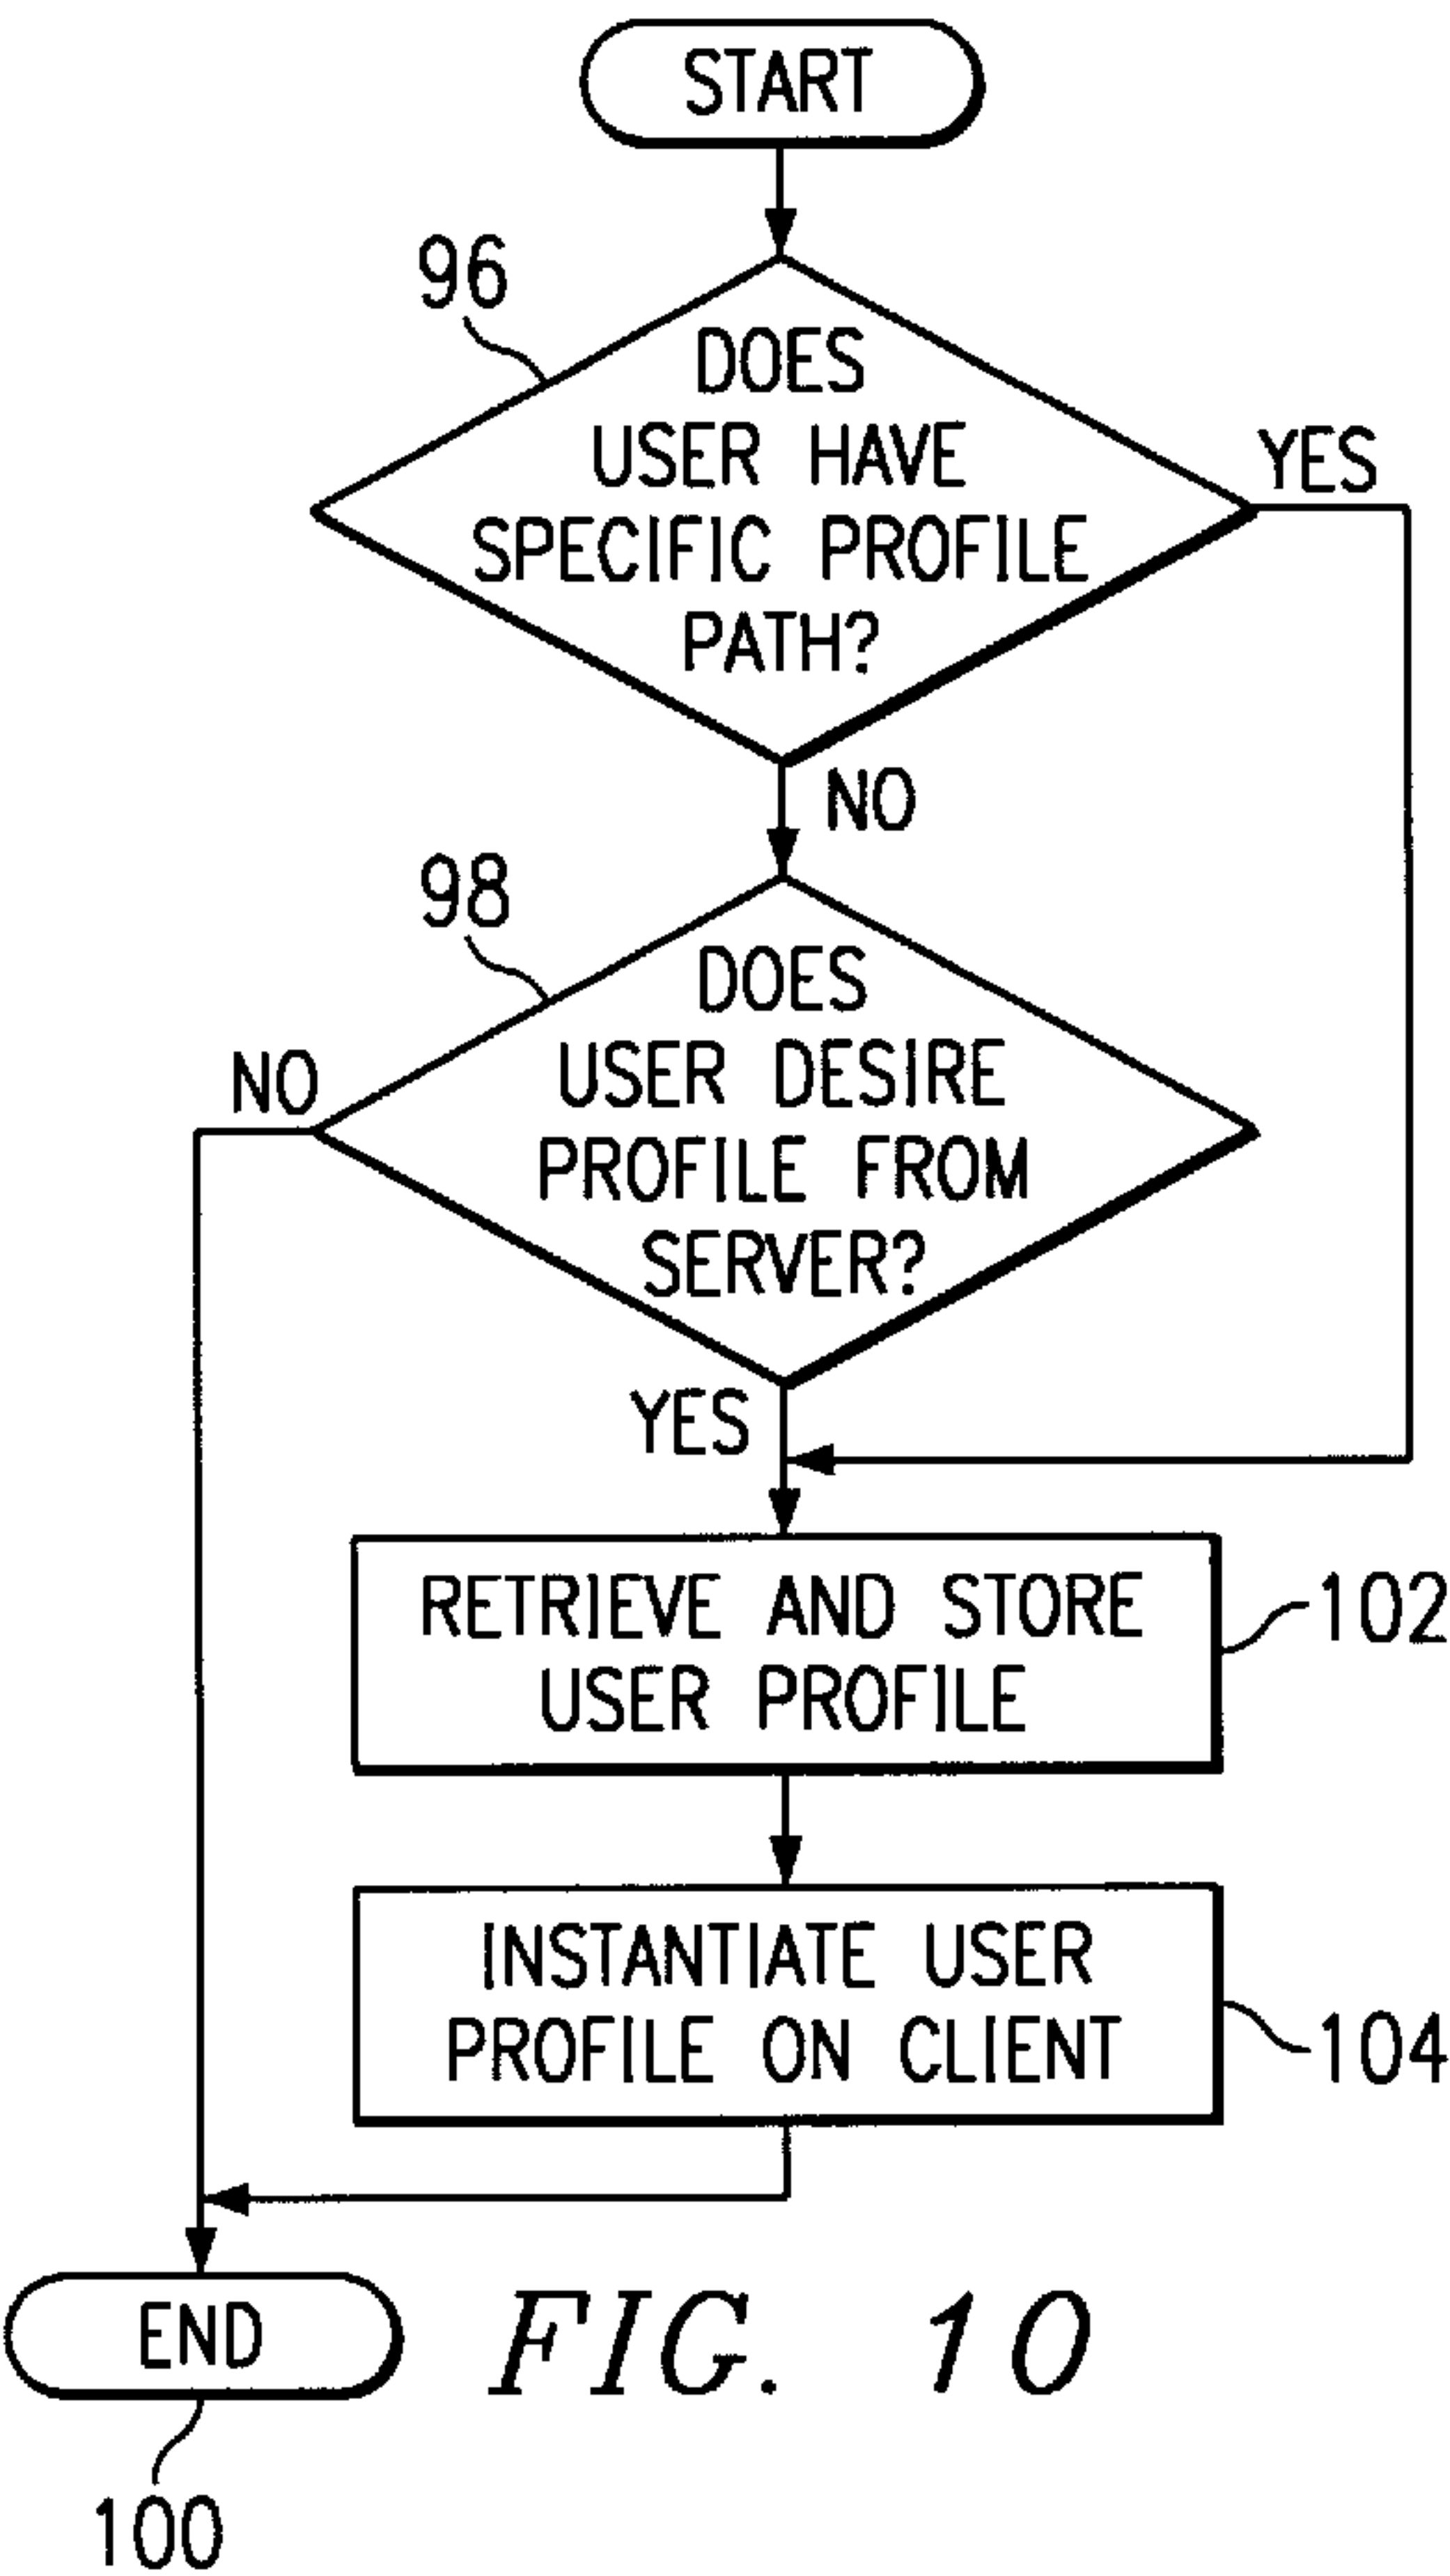 START
96
DOES
USER HAVE
SPECIFIC PROFILE
PATH?
YES
NO
98
DOES
USER DESIRE
PROFILE FROM
SERVER?
NO
YES
RETRIEVE AND STORE
USER PROFILE
102
INSTANTIATE USER
PROFILE ON CLIENT
104
END
FIG. 10
100